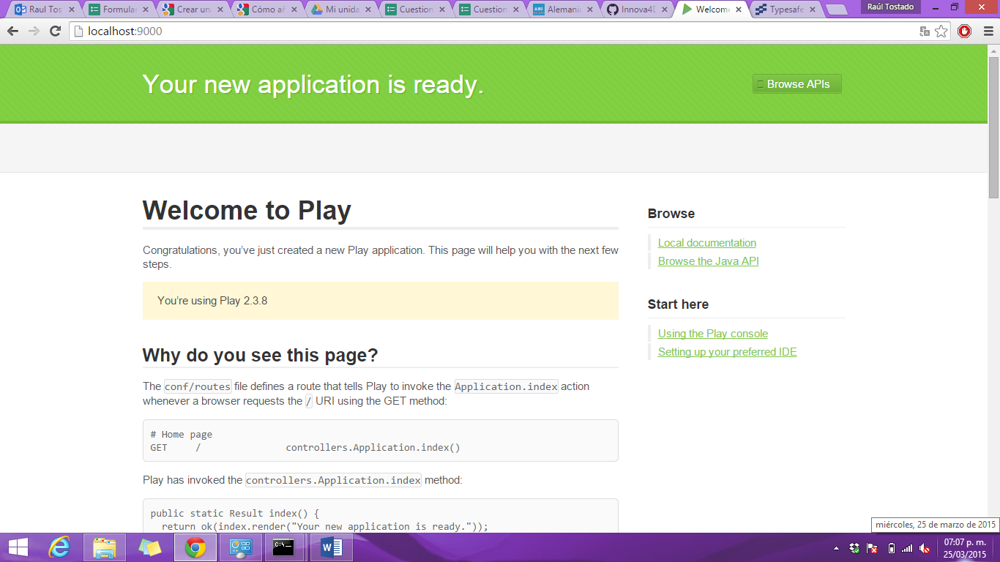 Raul Tos
Formular
Crear un
Cómo añ
Mi unida
Cuestion
Cuestion
Alemania
Innova4D
Welcome
Typesafe
Raúl Tostado
localhost:9000
Your new application is ready.
Browse APIs
Welcome to Play
Congratulations, you’ve just created a new Play application. This page will help you with the next few
steps.
You’re using Play 2.3.8
Why do you see this page?
The conf/routes file defines a route that tells Play to invoke the Application.index action
whenever a browser requests the / URI using the GET method:
# Home page
GET / controllers.Application.index()
Play has invoked the controllers.Application.index method:
public static Result index() {
return ok(index.render("Your new application is ready."));
Browse
Local documentation
Browse the Java API
Start here
Using the Play console
Setting up your preferred IDE
miércoles, 25 de marzo de 2015
07:07 p. m.
25/03/2015